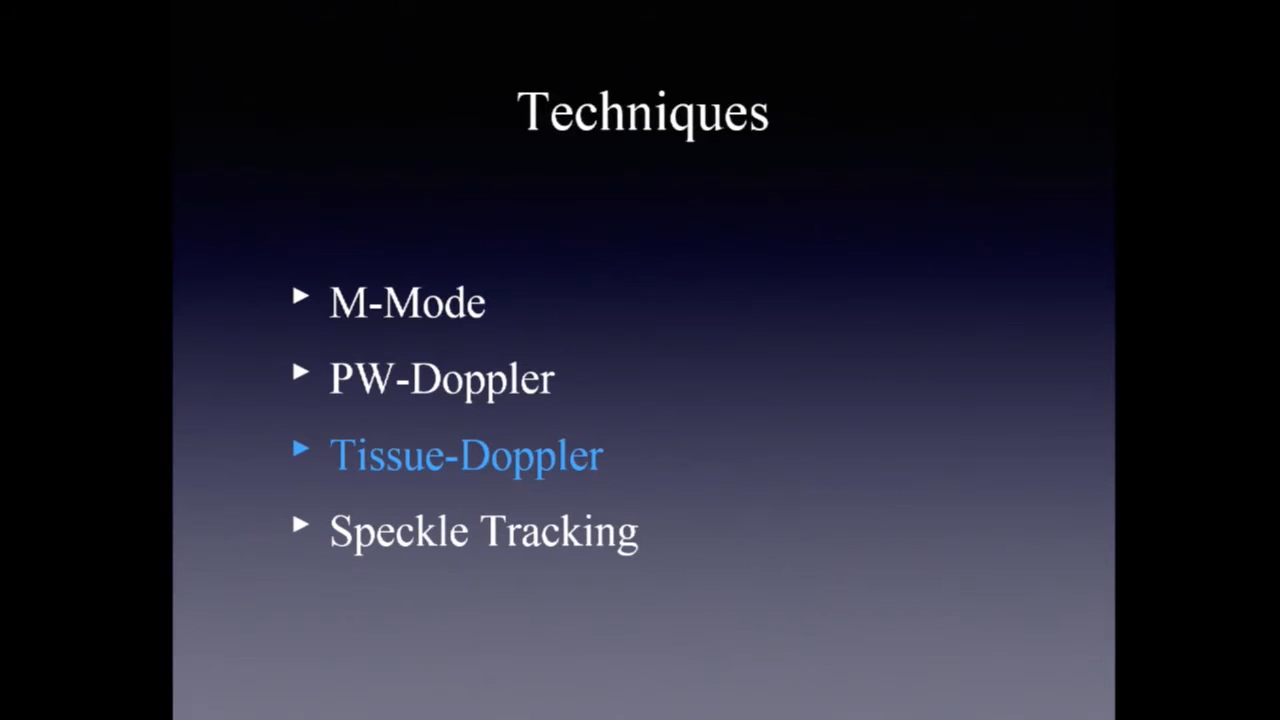 Techniques
M-Mode
PW-Doppler
Tissue-Doppler
Speckle Tracking